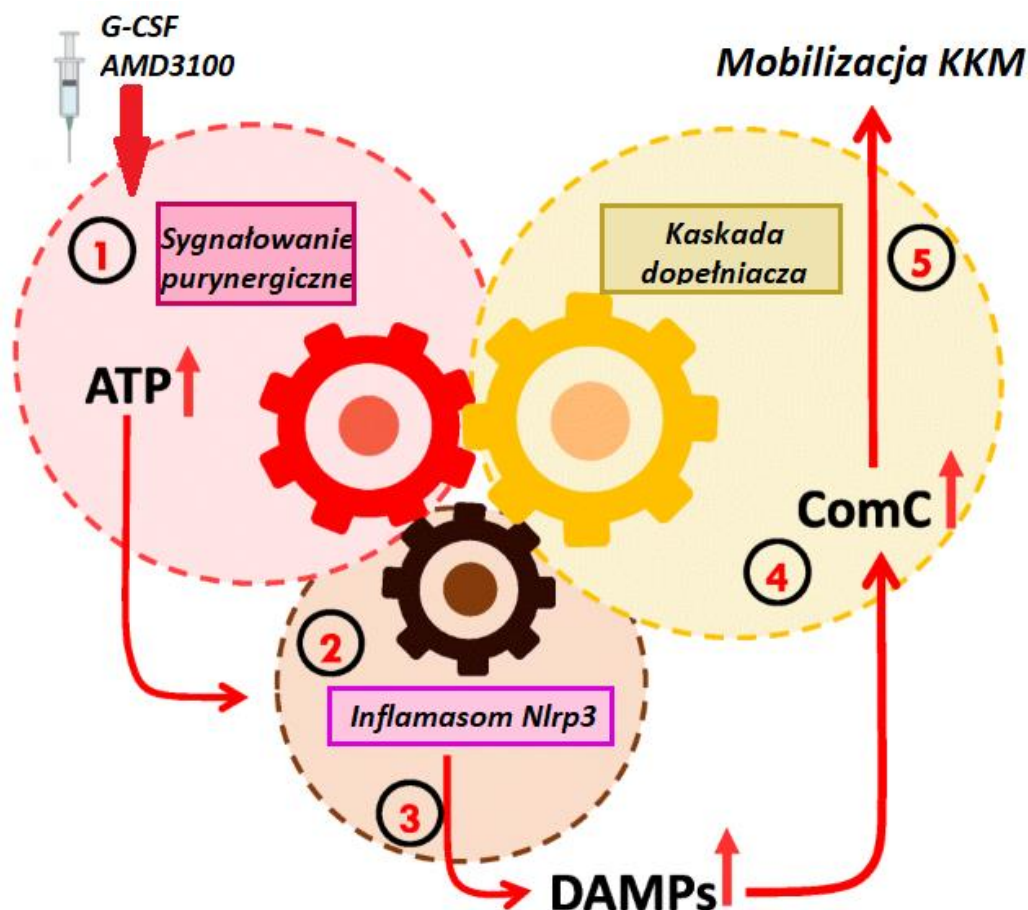 G-CSF
AMD3100
Mobilizacja KKM
1
Sygnałowanie
purynergiczne
Kaskada
dopełniacza
5
ATP
ComC
4
2
Inflamasom Nlrp3
3
DAMPs